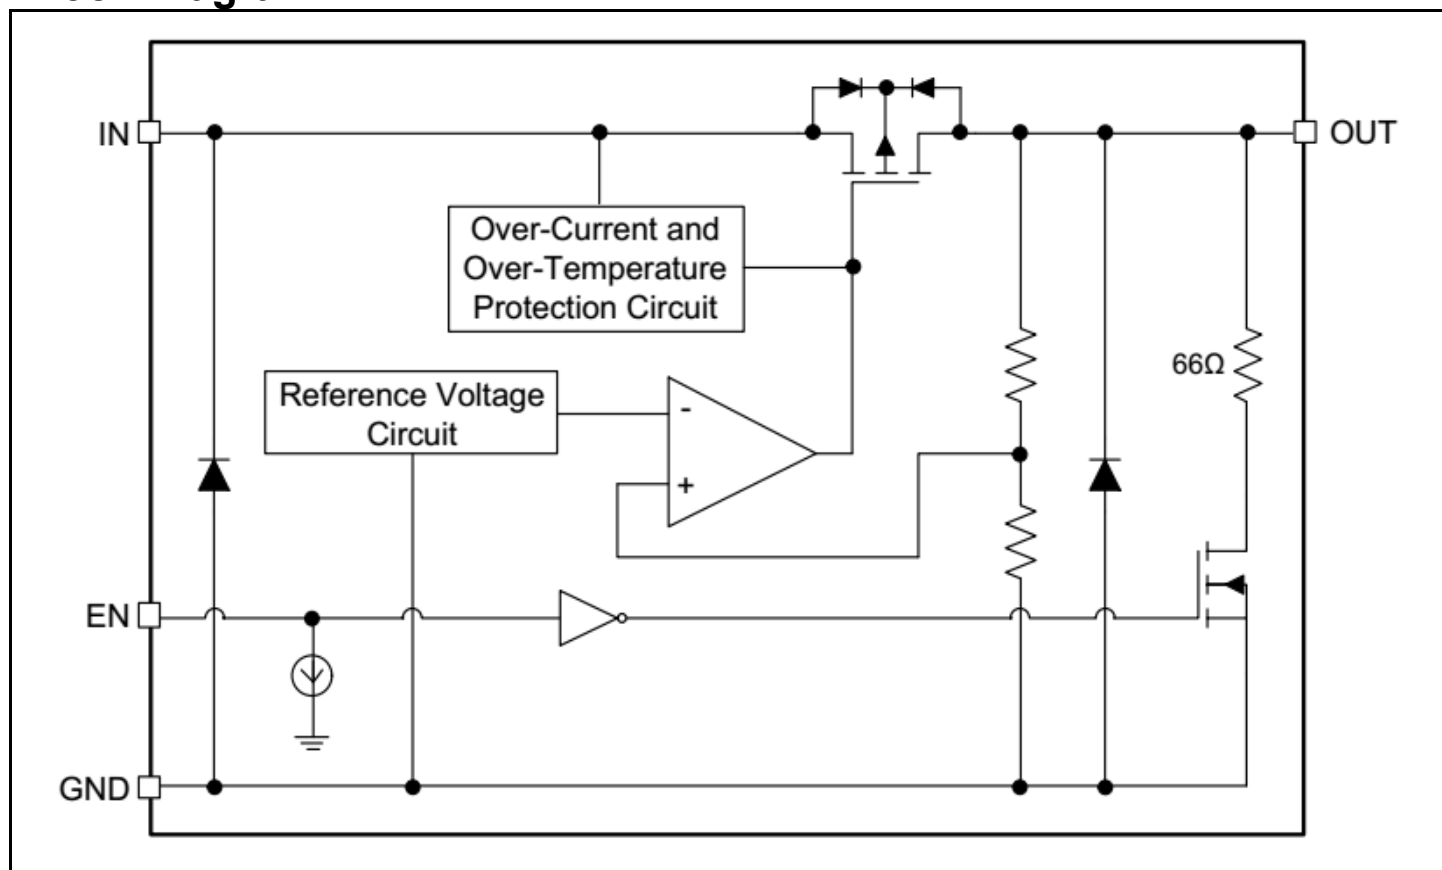 IN
OUT
Over-Current and
Over-Temperature
Protection Circuit
66Ω
Reference Voltage
Circuit
-
+
EN
GND